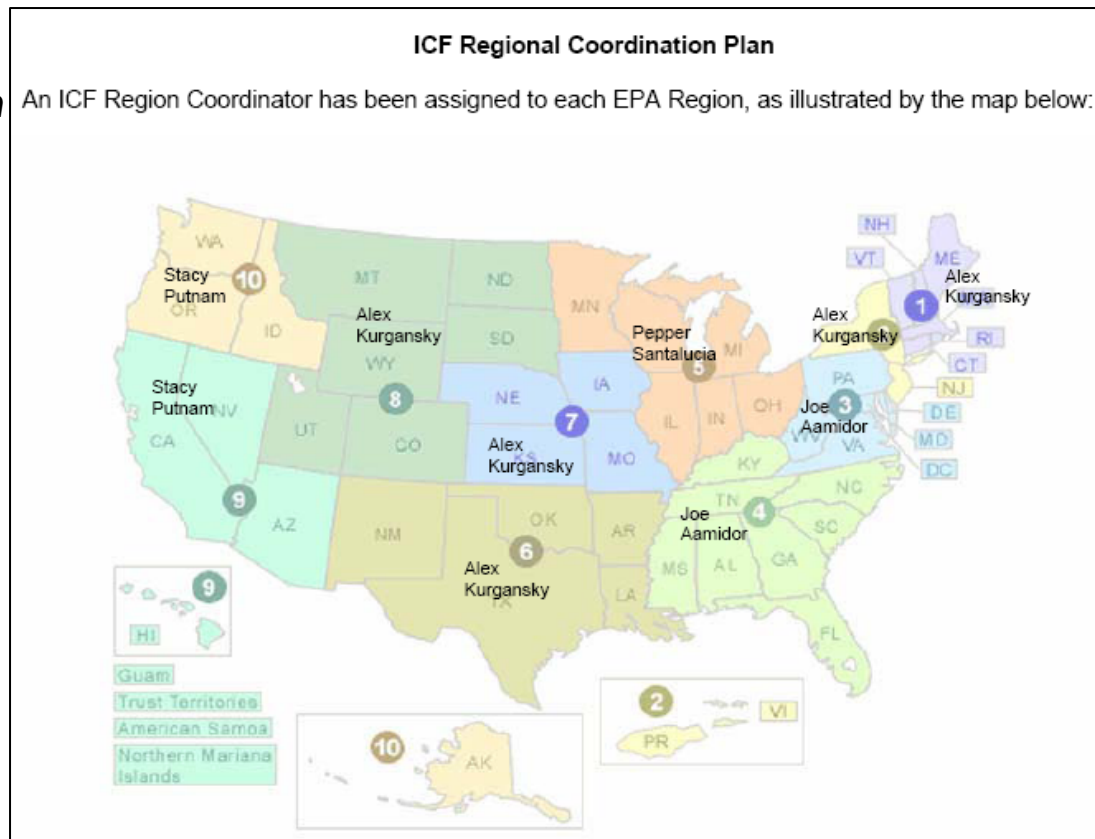 ICF Regional Coordination Plan
An ICF Region Coordinator has been assigned to each EPA Region, as illustrated by the map below:
NH
WA
VT
ME
10
Stacy
Putnam
MT
ND
Alex
Kurgansky
OR
MN
1
ID
Alex
Kurgansky
Alex
Kurgansky
SD
Pepper
Santalucia
MI
RI
WY
5
CT
Stacy
Putnam
IA
PA
NJ
NV
8
NE
3
DE
7
OH
Joe
Aamidor
UT
CO
IL
IN
WV
MD
CA
Alex
Kurgansky
VA
KS
MO
DC
KY
9
NC
TN
4
AZ
OK
Joe
Aamidor
NM
AR
SC
6
GA
Alex
Kurgansky
MS
AL
TX
LA
9
FL
HI
Guam
Trust Territories
2
VI
American Samoa
PR
10
Northern Mariana
Islands
AK